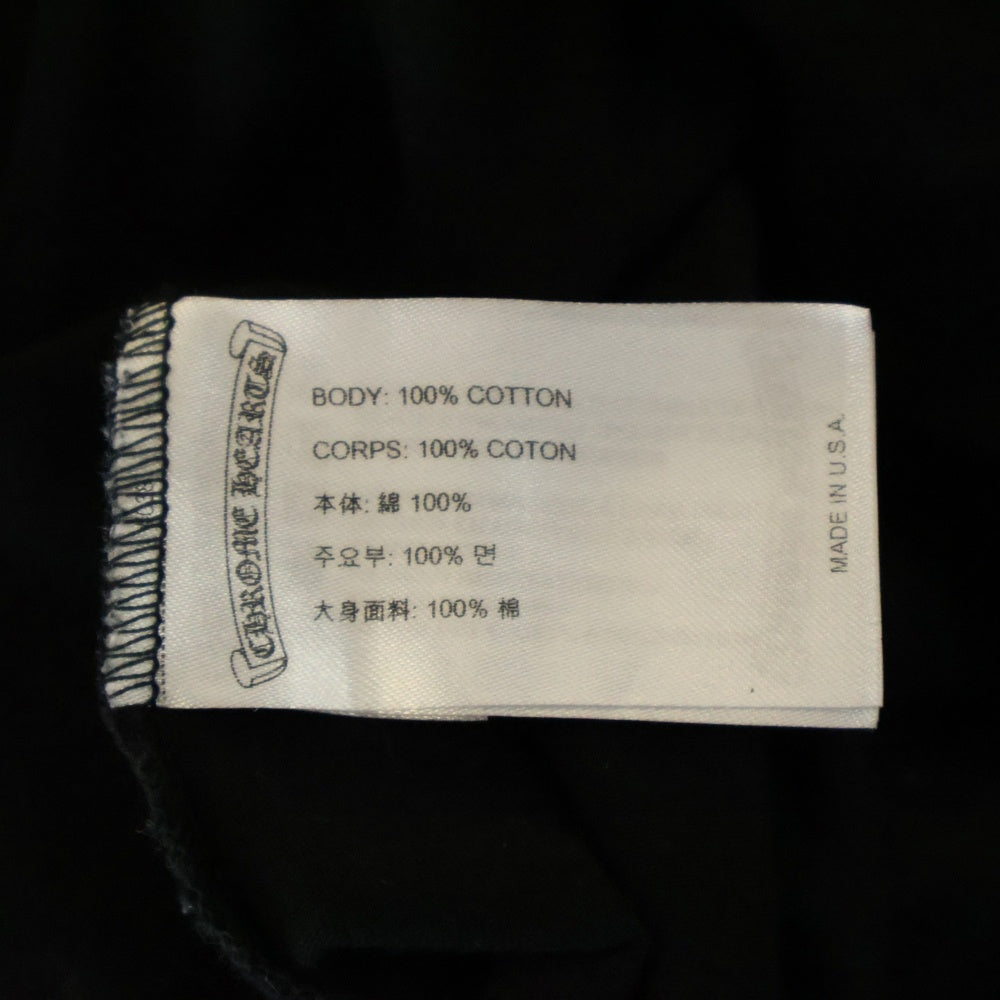 CHROME HEARTS
BODY: 100% COTTON
CORPS: 100% COTON
本体: 綿 100%
주요부: 100% 면
大身面料: 100% 棉
MADE IN U.S.A.